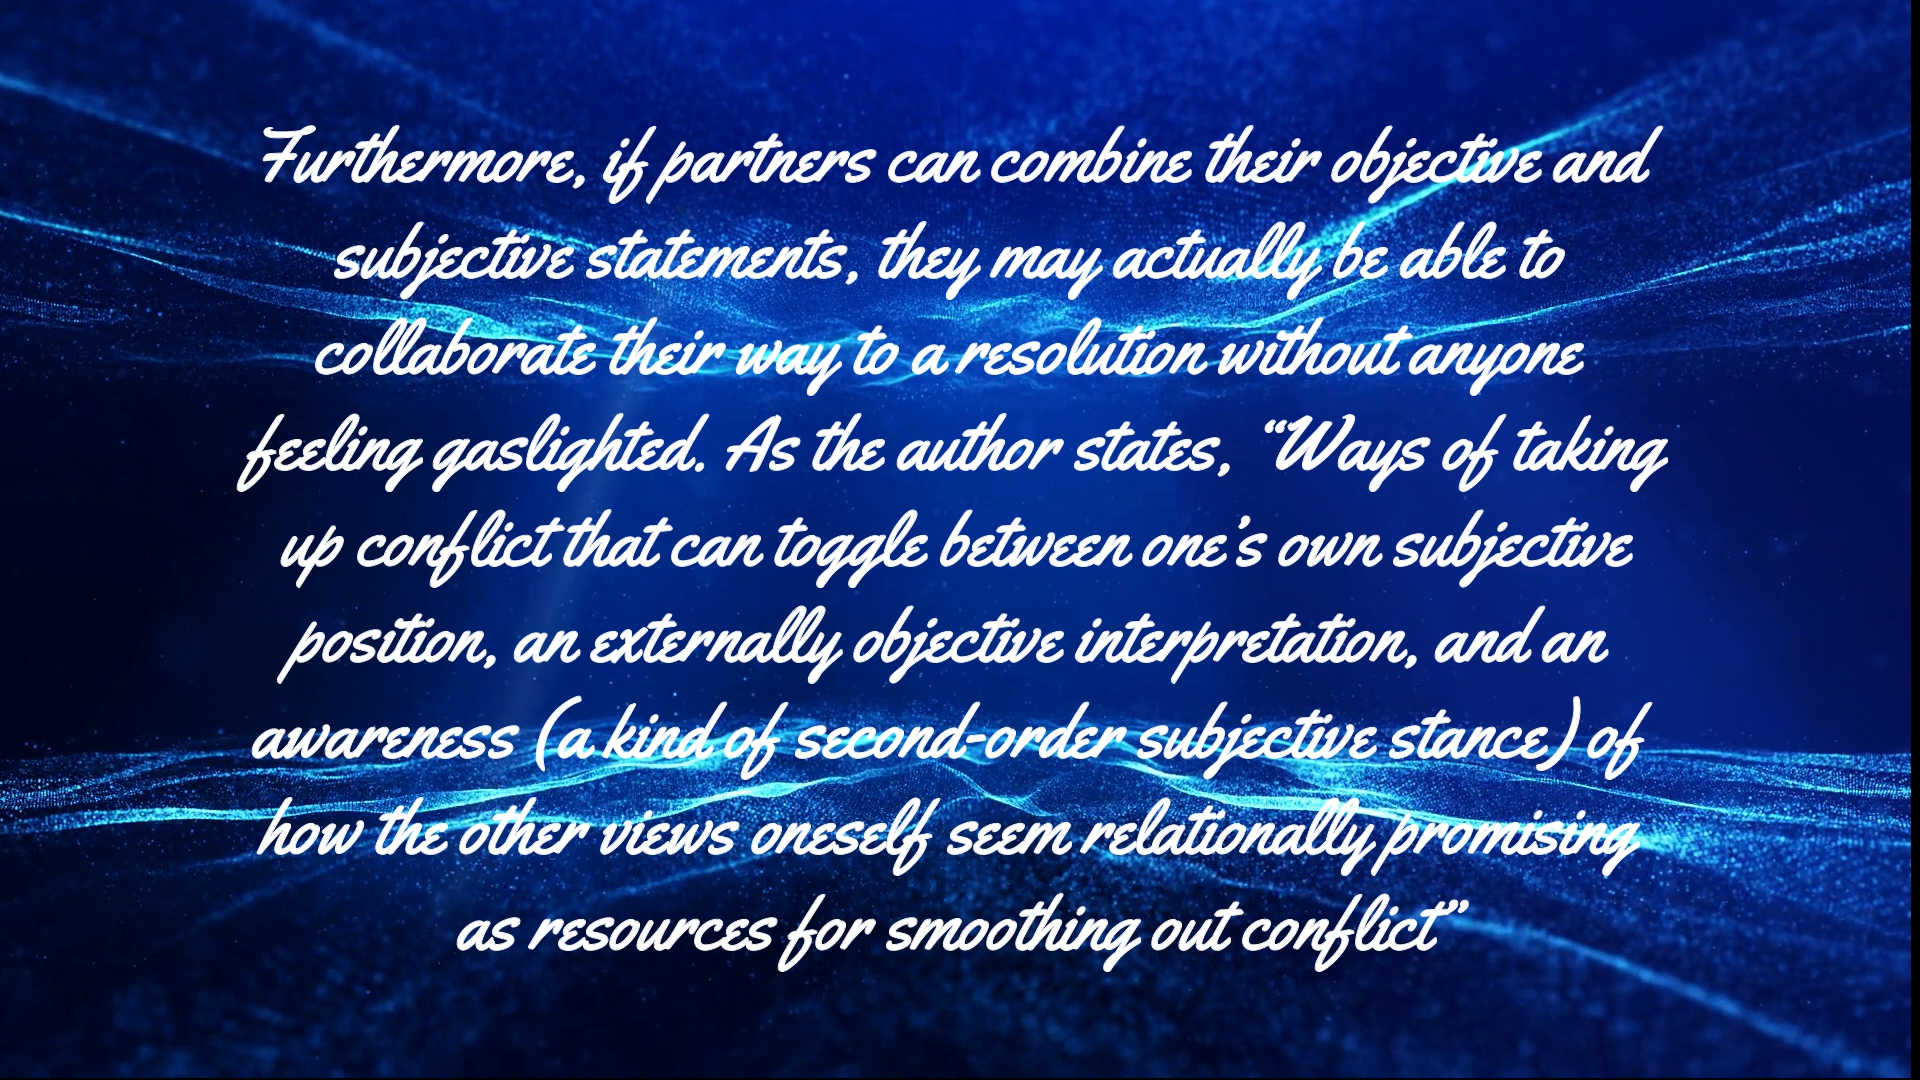 Furthermore, if partners can combine their objective and
subjective statements, they may actually be able to
collaborate their way to a resolution without anyone
feeling gaslighted. As the author states, “Ways of taking
up conflict that can toggle between one’s own subjective
position, an externally objective interpretation, and an
awareness (a kind of second-order subjective stance) of
how the other views oneself seem relationally promising
as resources for smoothing out conflict”